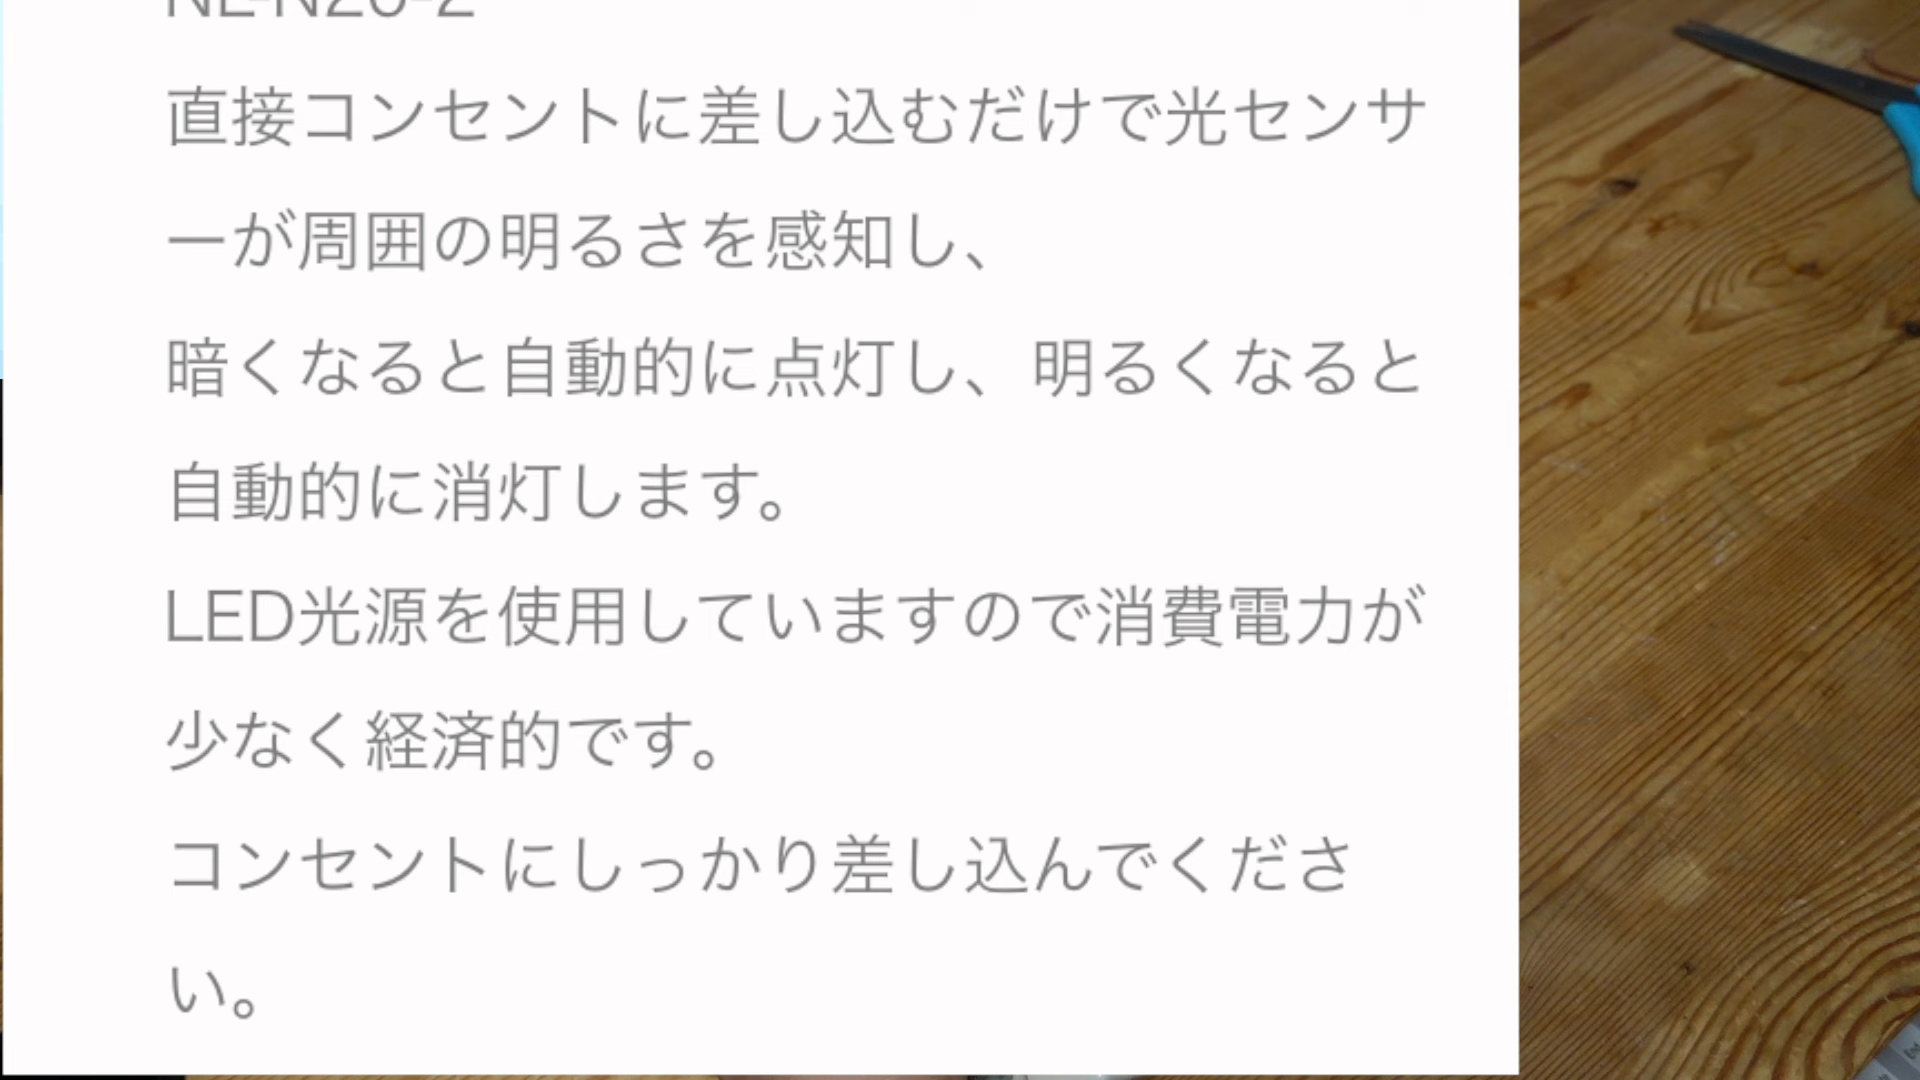 直接コンセントに差し込むだけで光センサ
ーが周囲の明るさを感知し、
暗くなると自動的に点灯し、明るくなると
自動的に消灯します。
LED光源を使用していますので消費電力が
少なく経済的です。
コンセントにしっかり差し込んでくださ
い。